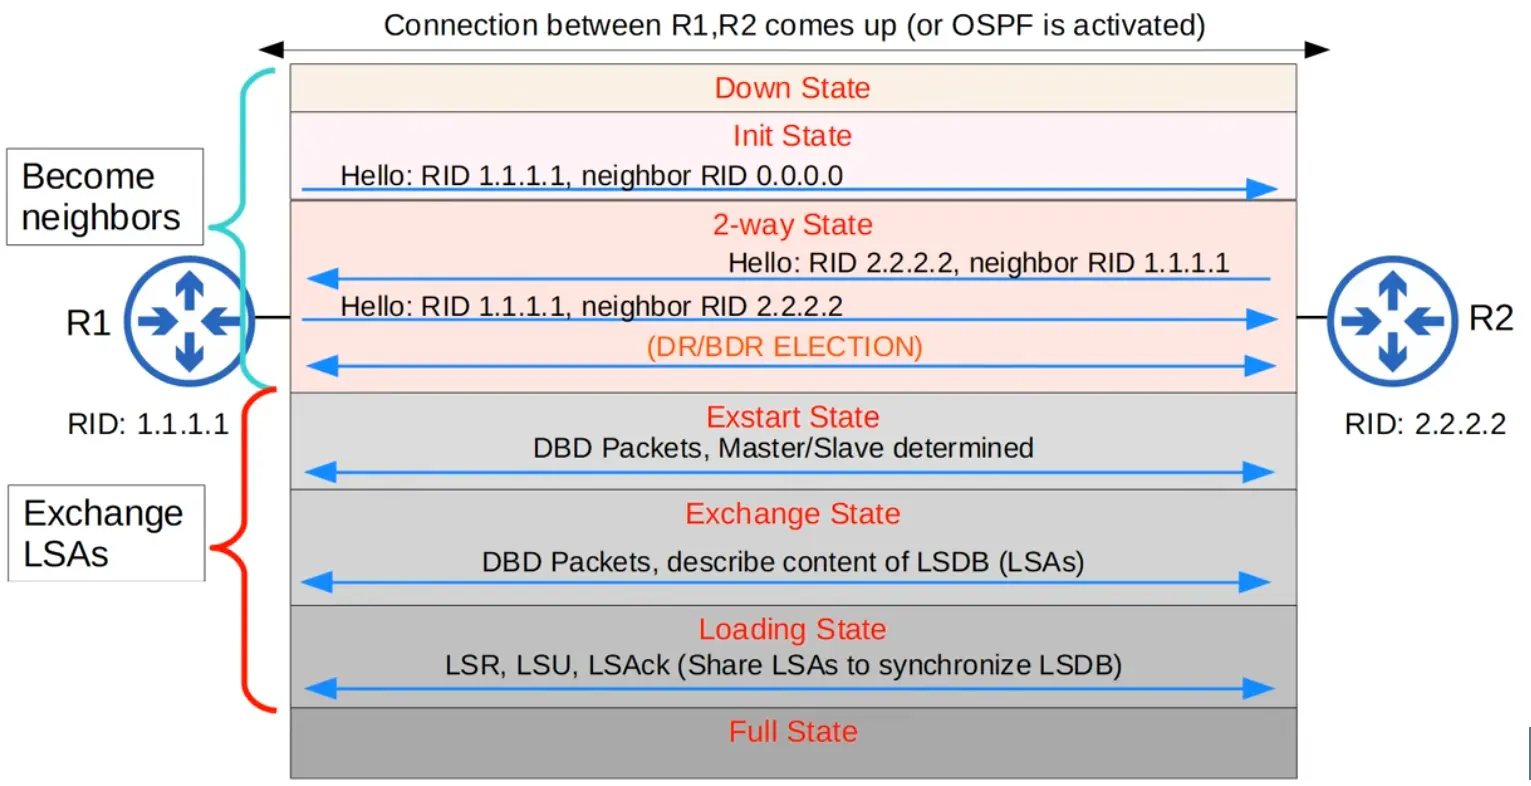 Connection between R1,R2 comes up (or OSPF is activated)
Down State
Init State
Hello: RID 1.1.1.1, neighbor RID 0.0.0.0
Become
neighbors
2-way State
Hello: RID 2.2.2.2, neighbor RID 1.1.1.1
Hello: RID 1.1.1.1, neighbor RID 2.2.2.2
(DR/BDR ELECTION)
R1
R2
RID: 1.1.1.1
RID: 2.2.2.2
Exstart State
DBD Packets, Master/Slave determined
Exchange
LSAs
Exchange State
DBD Packets, describe content of LSDB (LSAs)
Loading State
LSR, LSU, LSAck (Share LSAs to synchronize LSDB)
Full State